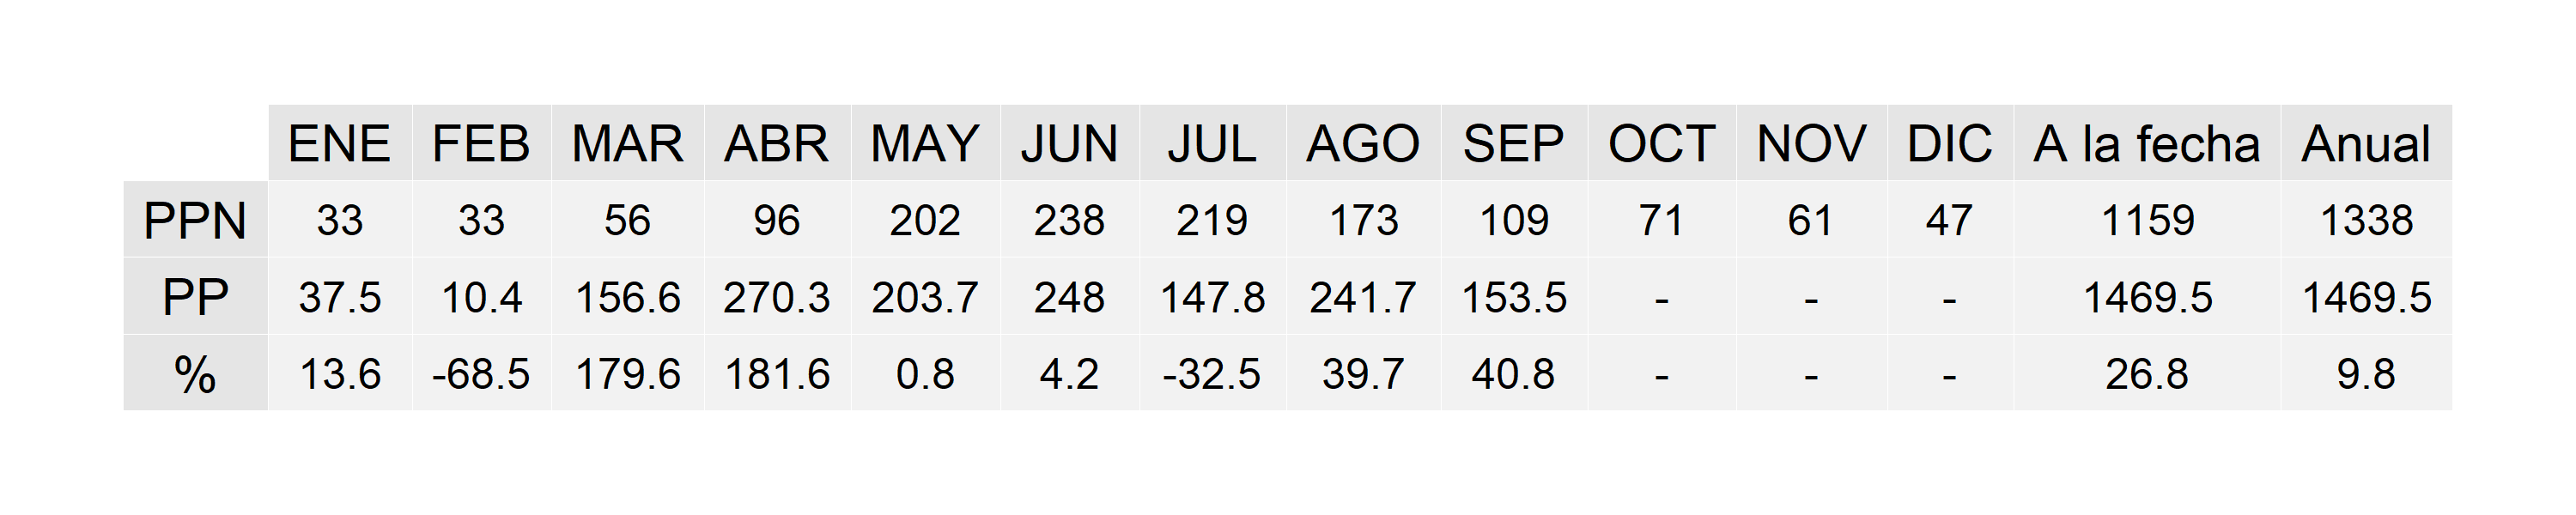 ENE FEB MAR ABR MAY JUN JUL AGO SEP OCT NOV DIC A la fecha Anual
PPN 33 33 56 96 202 238 219 173 109 71 61 47 1159 1338
PP 37.5 10.4 156.6 270.3 203.7 248 147.8 241.7 153.5 - - - 1469.5 1469.5
% 13.6 -68.5 179.6 181.6 0.8 4.2 -32.5 39.7 40.8 - - - 26.8 9.8